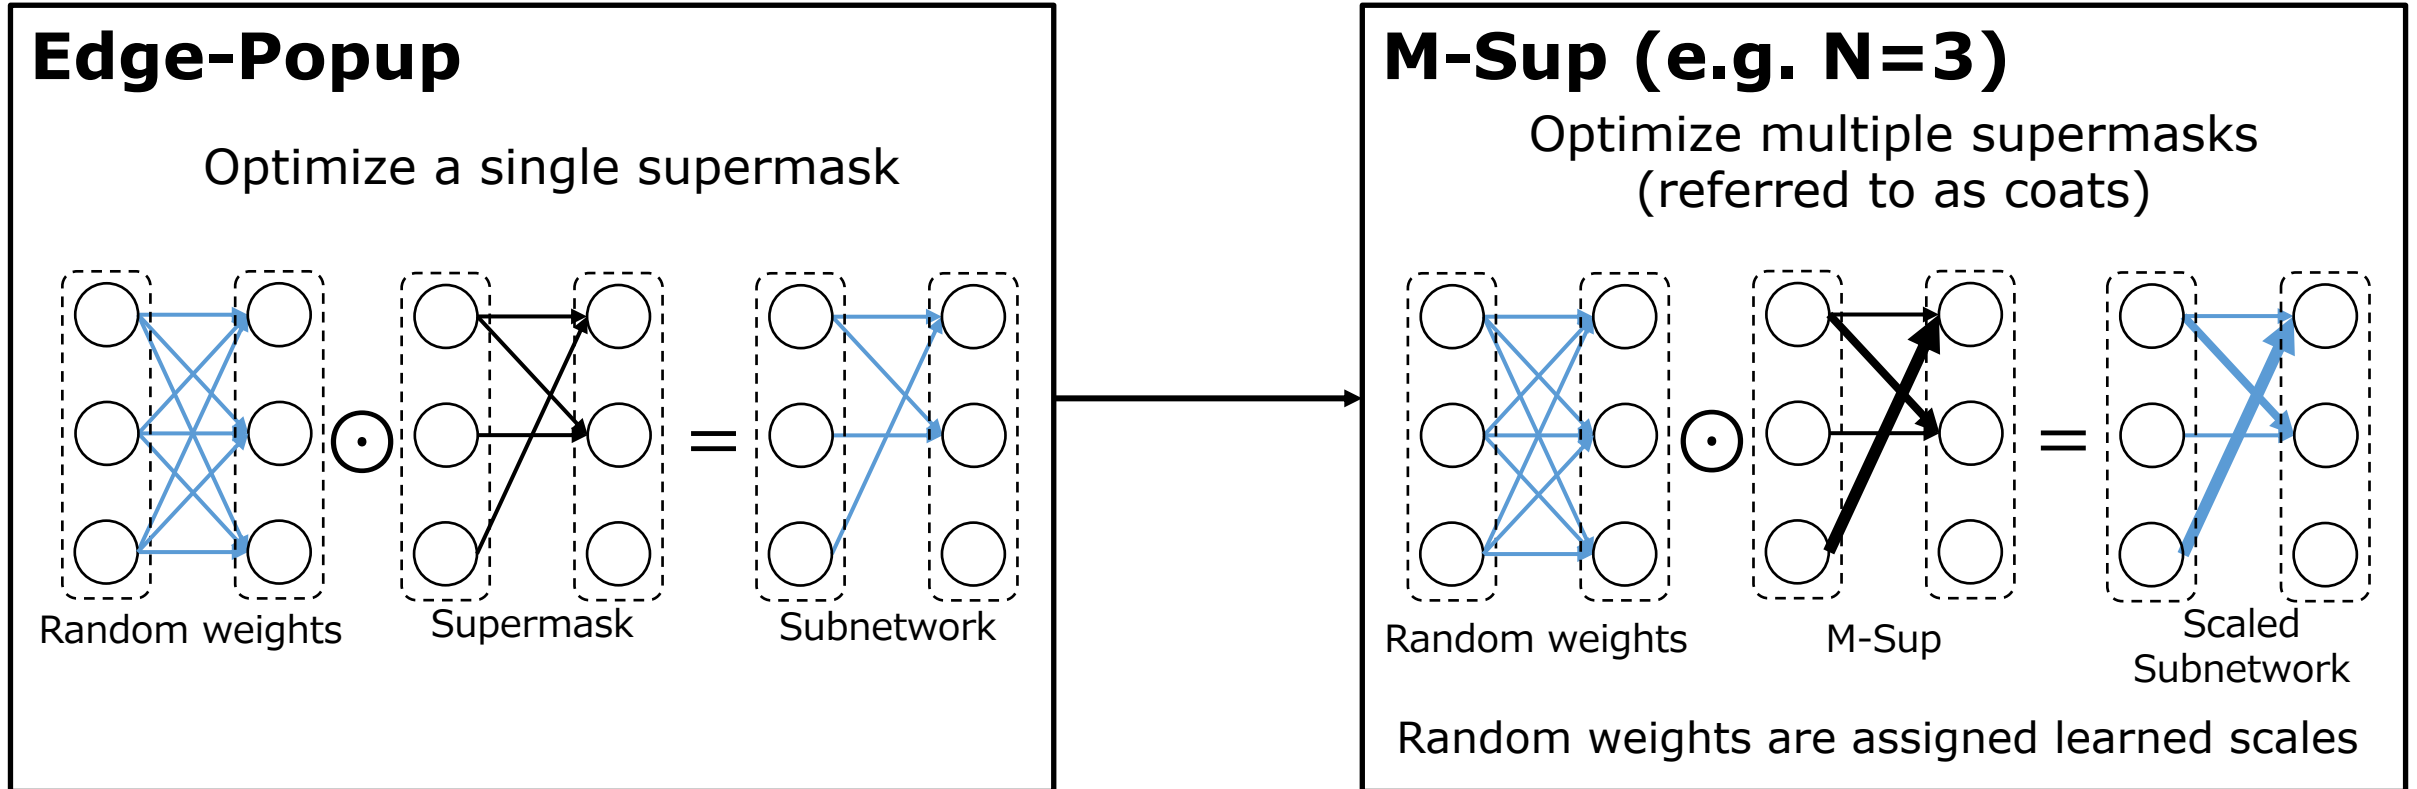 Edge-Popup
Optimize a single supermask
⊙
=
Random weights
Supermask
Subnetwork
M-Sup (e.g. N=3)
Optimize multiple supermasks
(referred to as coats)
⊙
=
Random weights
M-Sup
Scaled
Subnetwork
Random weights are assigned learned scales